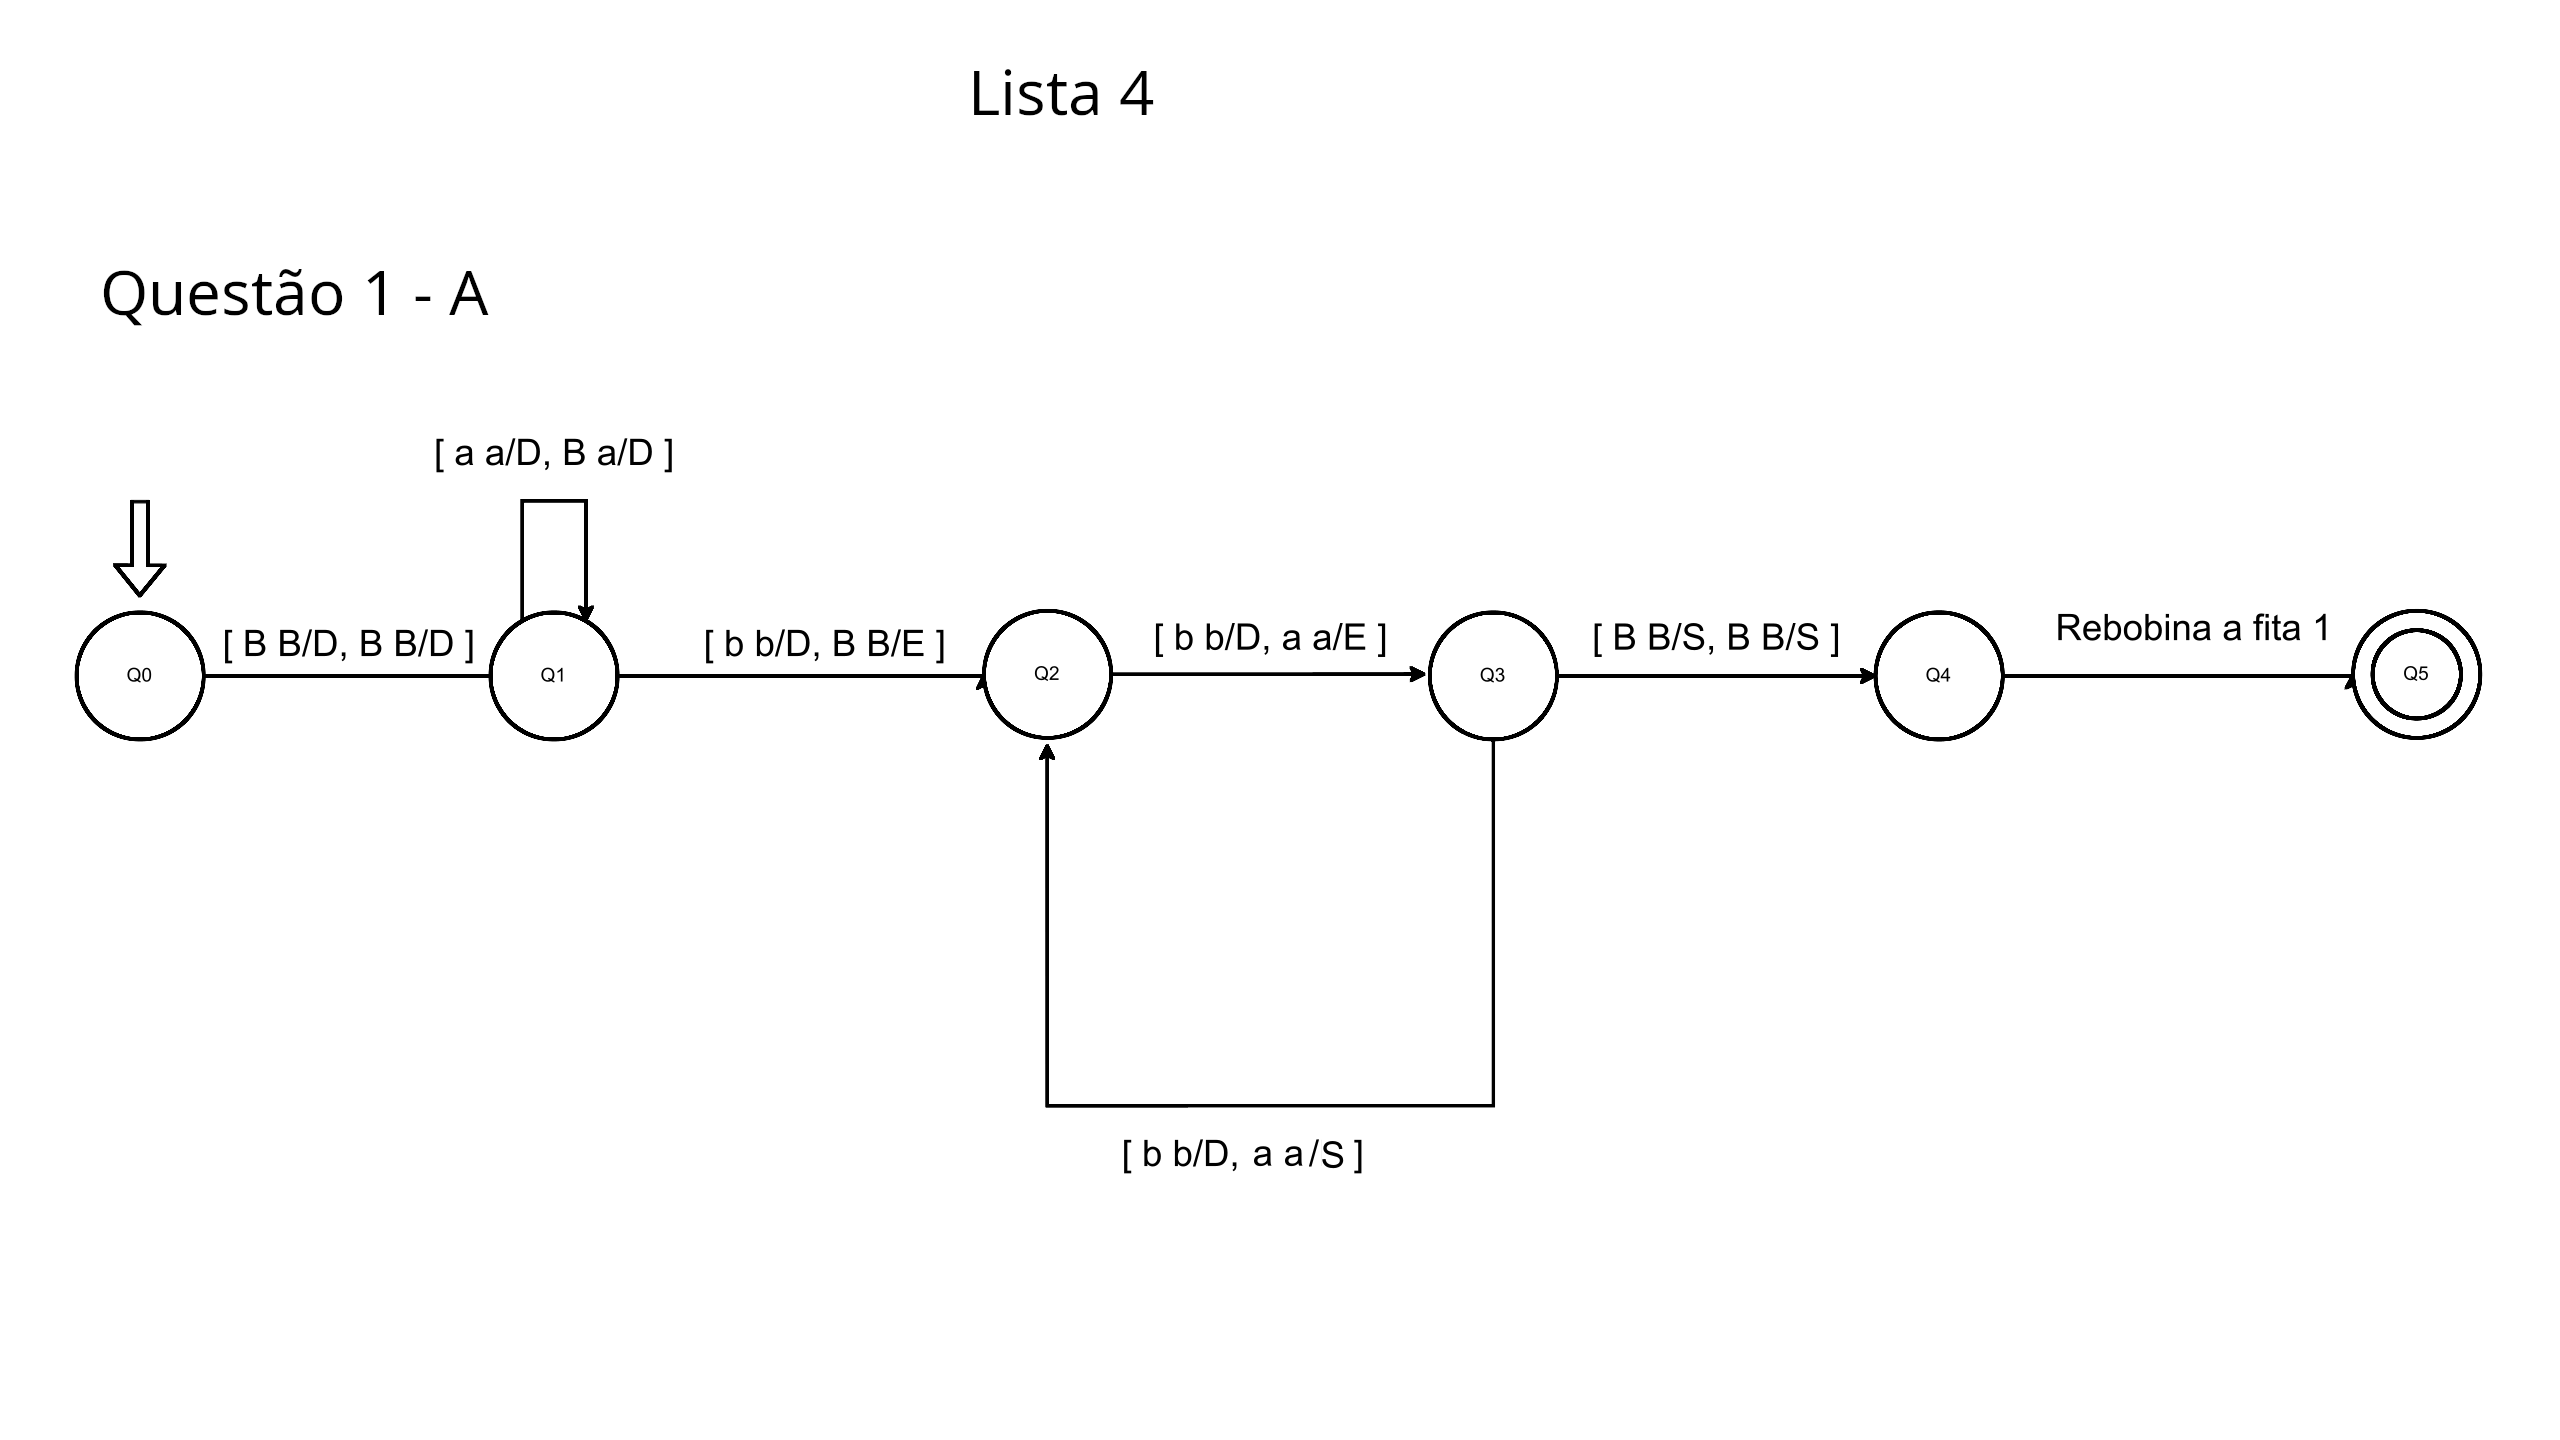 Lista 4
Questão 1 - A
[ a a/D, B a/D ]
[ B B/D, B B/D ]
[ b b/D, B B/E ]
[ b b/D, a a/E ]
[ B B/S, B B/S ]
Rebobina a fita 1
Q0
Q1
Q2
Q3
Q4
Q5
[ b b/D, a a/S ]